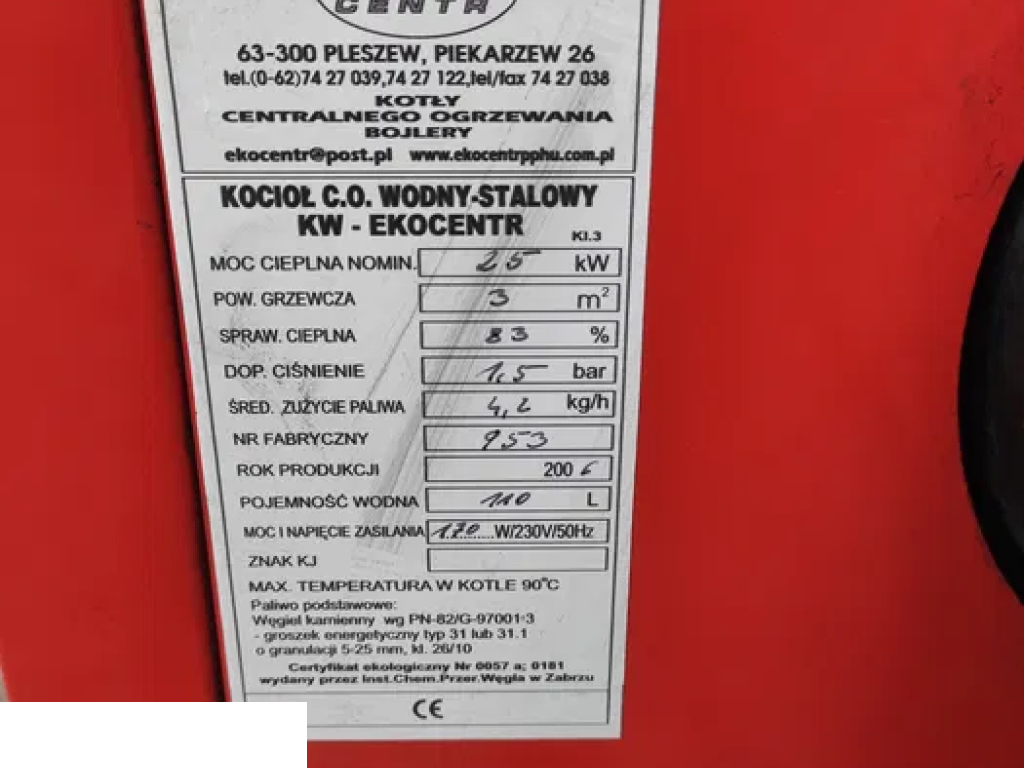 CENTR
63-300 PLESZEW, PIEKARZEW 26
tel.(0-62)74 27 039,74 27 122,tel/fax 74 27 038
KOTŁY
CENTRALNEGO OGRZEWANIA
BOJLERY
ekocentr@post.pl www.ekocentrpphu.com.pl
KOCIOŁ C.O. WODNY-STALOWY
KW - EKOCENTR
Kl.3
MOC CIEPLNA NOMIN. 25 kW
POW. GRZEWCZA 3 m²
SPRAW. CIEPLNA 83 %
DOP. CIŚNIENIE 1,5 bar
ŚRED. ZUŻYCIE PALIWA 4,2 kg/h
NR FABRYCZNY 953
ROK PRODUKCJI 2006
POJEMNOŚĆ WODNA 110 L
MOC I NAPIĘCIE ZASILANIA 170 W/230V/50Hz
ZNAK KJ
MAX. TEMPERATURA W KOTLE 90°C
Paliwo podstawowe:
Węgiel kamienny wg PN-82/G-97001-3
- groszek energetyczny typ 31 lub 31.1
o granulacji 5-25 mm, kl. 26/10
Certyfikat ekologiczny Nr 0057 a; 0181
wydany przez Inst.Chem.Przer.Węgla w Zabrzu
CE